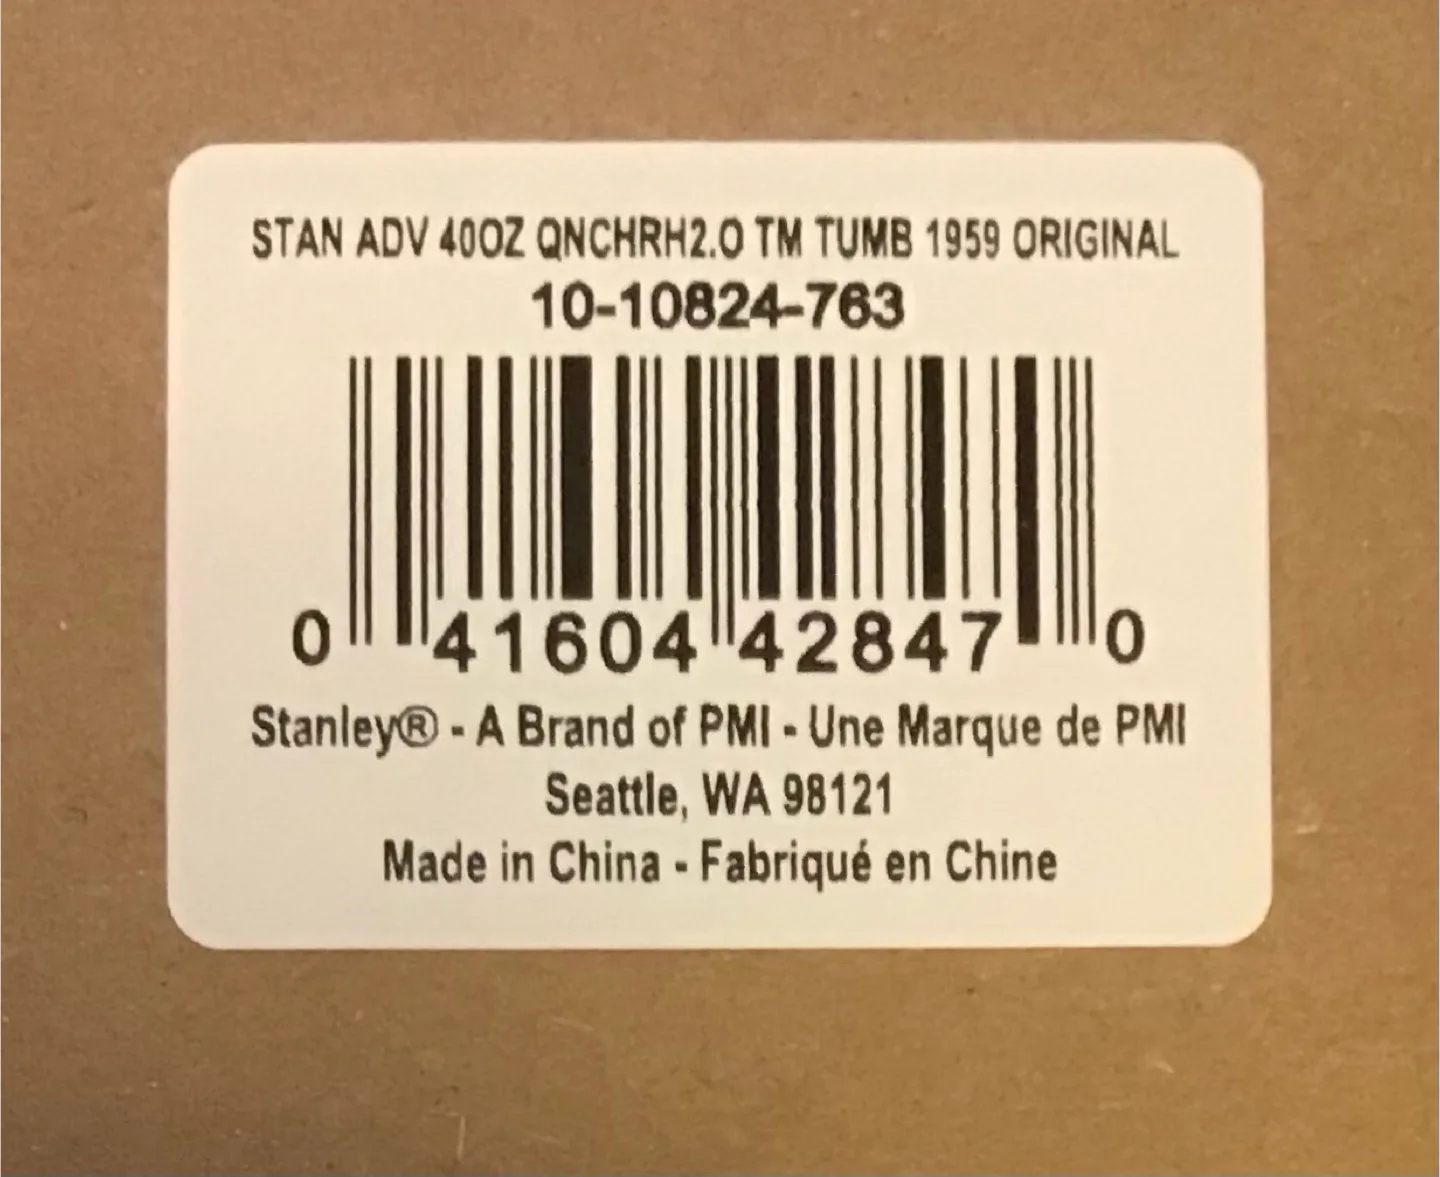 STAN ADV 40OZ QNCHRH2.O TM TUMB 1959 ORIGINAL
10-10824-763
0 41604 42847 0
Stanley® - A Brand of PMI - Une Marque de PMI
Seattle, WA 98121
Made in China - Fabriqué en Chine